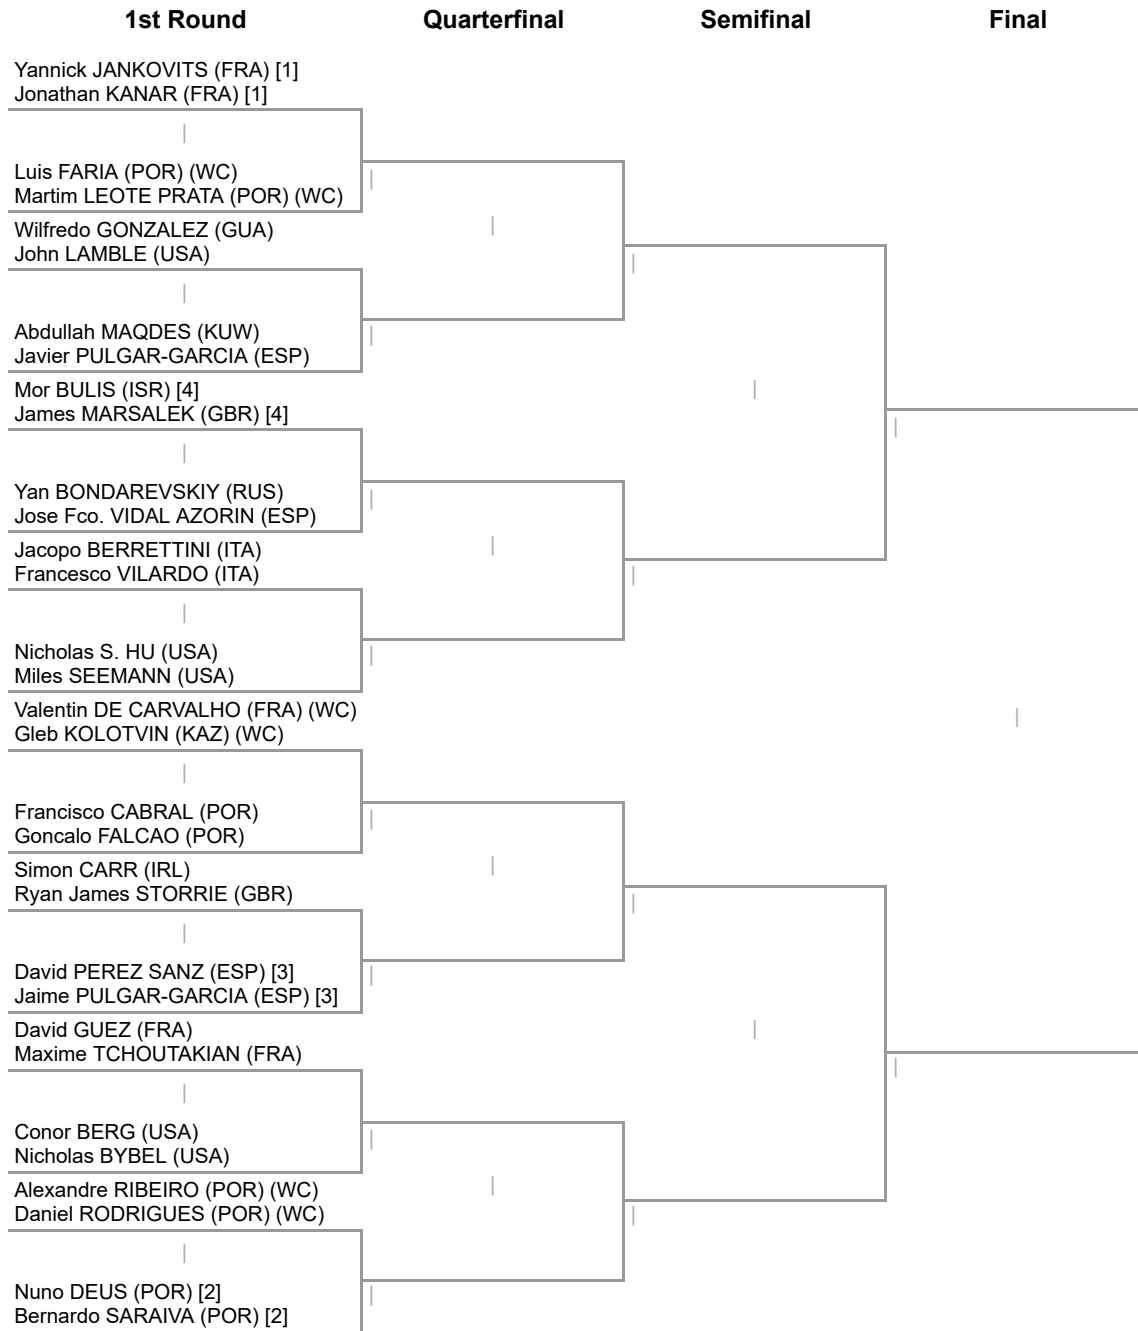 1st Round Quarterfinal Semifinal Final
Yannick JANKOVITS (FRA) [1]
Jonathan KANAR (FRA) [1]
Luis FARIA (POR) (WC)
Martim LEOTE PRATA (POR) (WC)
Wilfredo GONZALEZ (GUA)
John LAMBLE (USA)
Abdullah MAQDES (KUW)
Javier PULGAR-GARCIA (ESP)
Mor BULIS (ISR) [4]
James MARSALEK (GBR) [4]
Yan BONDAREVSKIY (RUS)
Jose Fco. VIDAL AZORIN (ESP)
Jacopo BERRETTINI (ITA)
Francesco VILARDO (ITA)
Nicholas S. HU (USA)
Miles SEEMANN (USA)
Valentin DE CARVALHO (FRA) (WC)
Gleb KOLOTVIN (KAZ) (WC)
Francisco CABRAL (POR)
Goncalo FALCAO (POR)
Simon CARR (IRL)
Ryan James STORRIE (GBR)
David PEREZ SANZ (ESP) [3]
Jaime PULGAR-GARCIA (ESP) [3]
David GUEZ (FRA)
Maxime TCHOUTAKIAN (FRA)
Conor BERG (USA)
Nicholas BYBEL (USA)
Alexandre RIBEIRO (POR) (WC)
Daniel RODRIGUES (POR) (WC)
Nuno DEUS (POR) [2]
Bernardo SARAIVA (POR) [2]